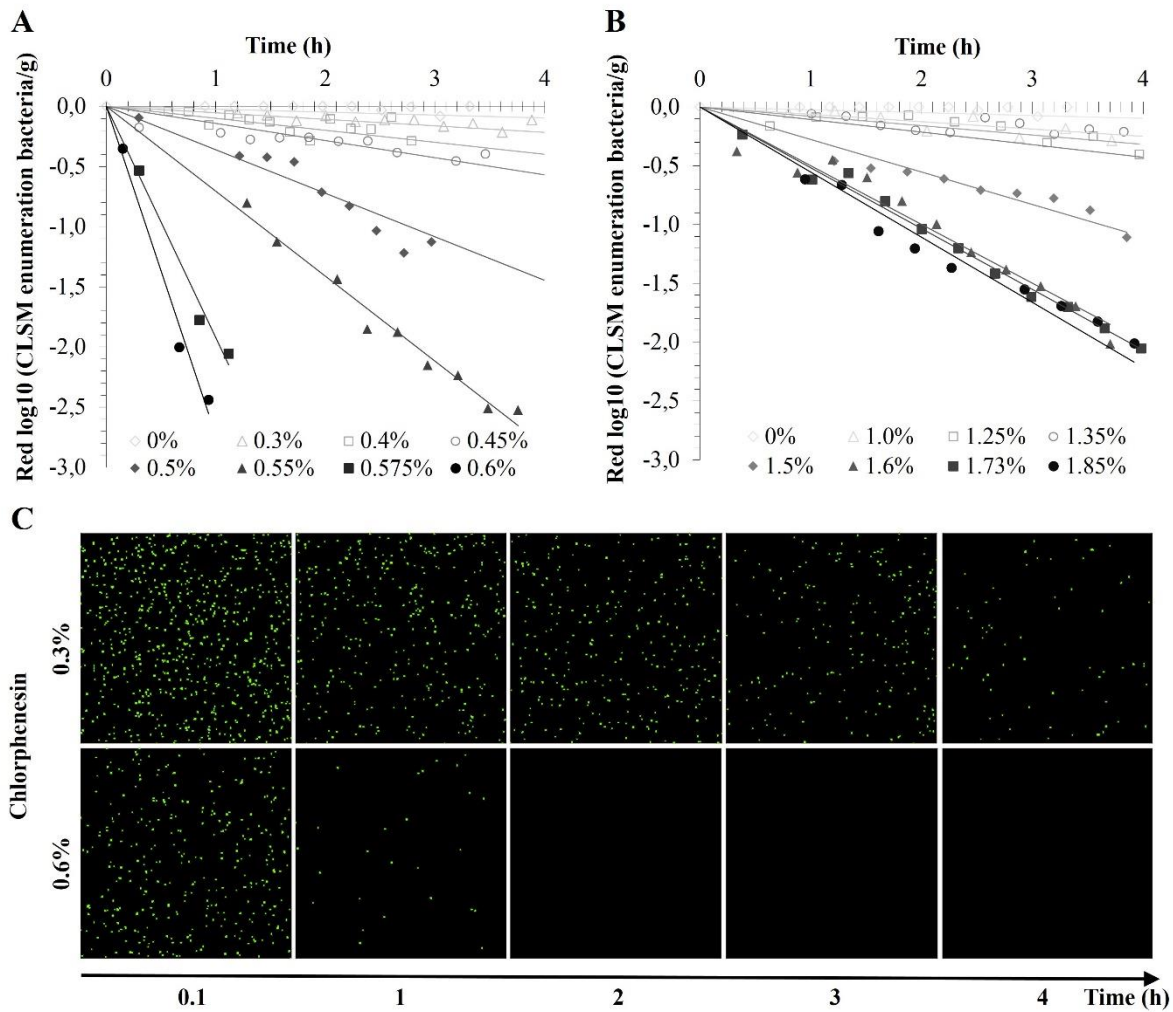 A
Time (h)
0 1 2 3 4
Red log10 (CLSM enumeration bacteria/g)
0,0
-0,5
-1,0
-1,5
-2,0
-2,5
-3,0
0% 0.3% 0.4% 0.45%
0.5% 0.55% 0.575% 0.6%
B
Time (h)
0 1 2 3 4
Red log10 (CLSM enumeration bacteria/g)
0,0
-0,5
-1,0
-1,5
-2,0
-2,5
-3,0
0% 1.0% 1.25% 1.35%
1.5% 1.6% 1.73% 1.85%
C
Chlorphenesin
0.3%
0.6%
0.1 1 2 3 4 Time (h)